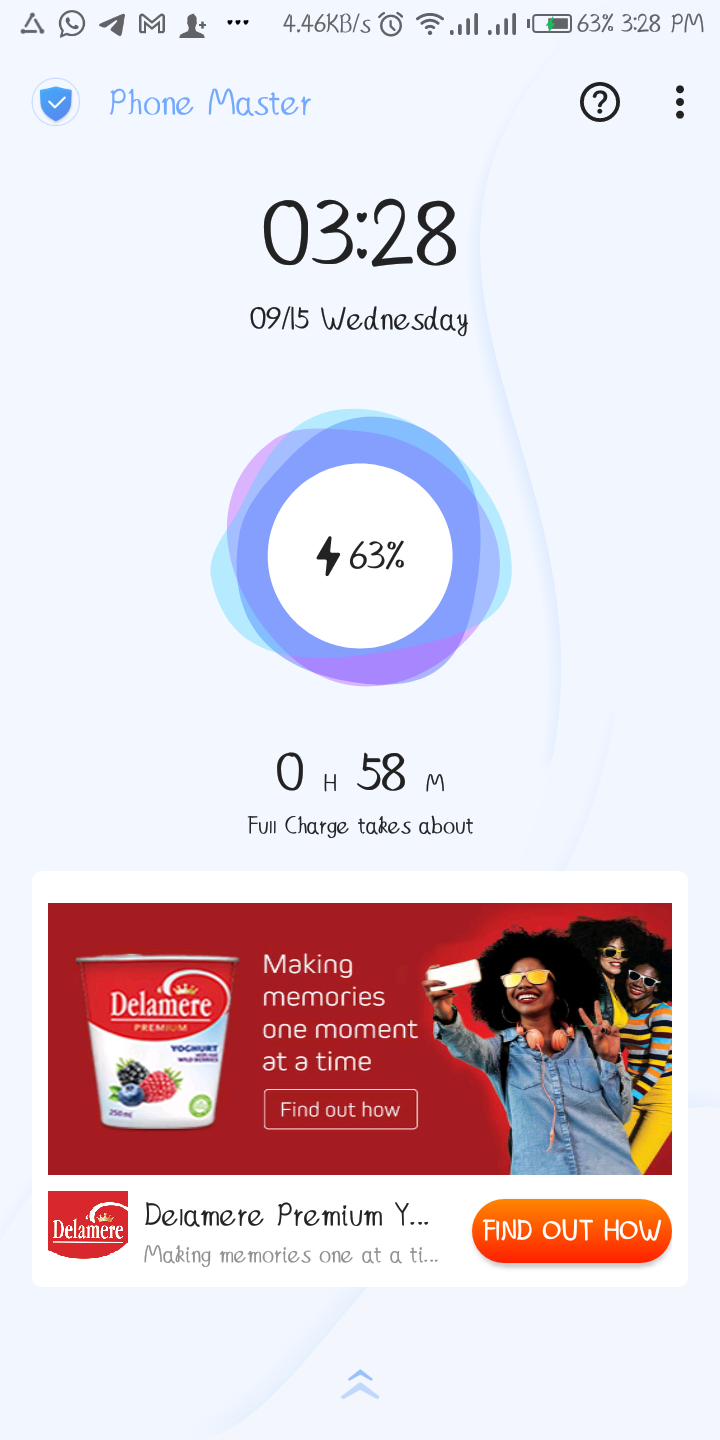 4.46KB/s 63% 3:28 PM
Phone Master
03:28
09/15 Wednesday
63%
0 H 58 M
Full Charge takes about
Delamere
PREMIUM
YOGHURT
WILD BERRIES
250ml
Making
memories
one moment
at a time
Find out how
Delamere
Delamere Premium Y...
Making memories one at a ti...
FIND OUT HOW